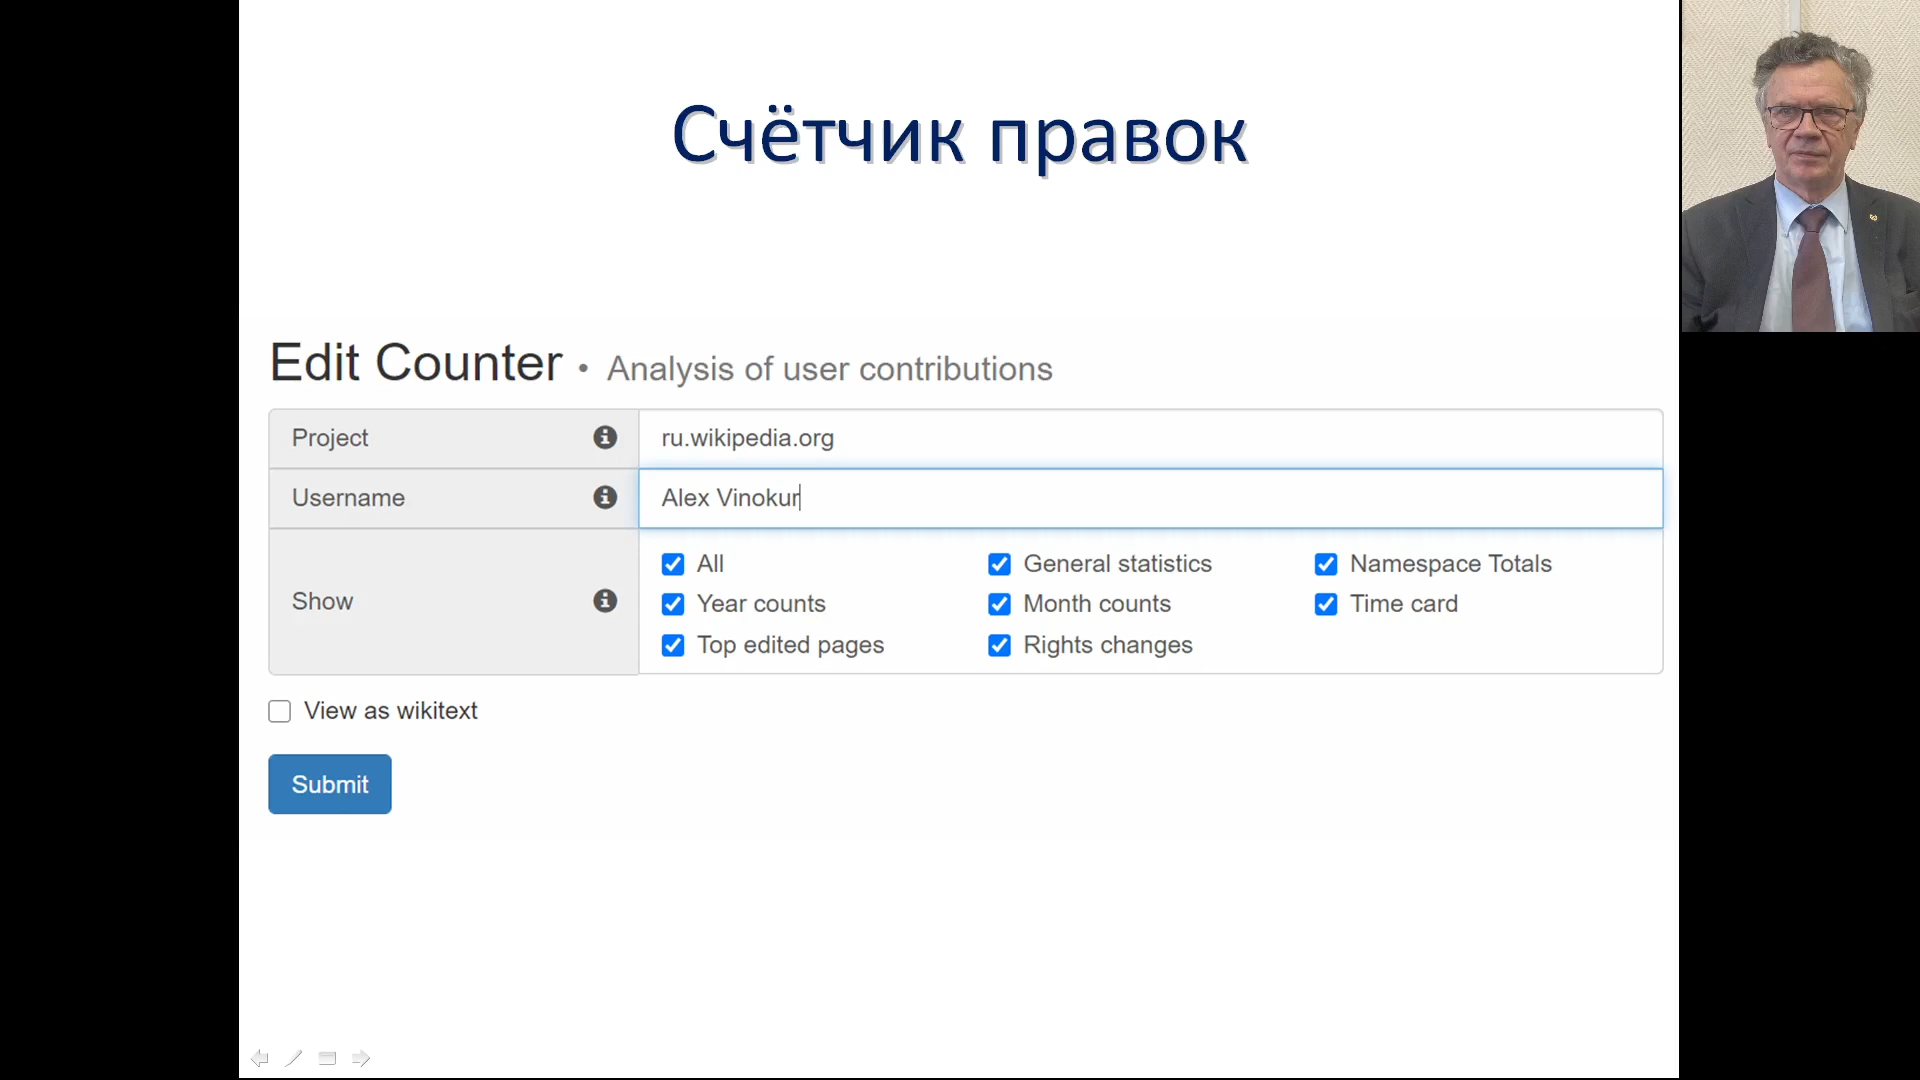 Счётчик правок
Edit Counter • Analysis of user contributions
Project ru.wikipedia.org
Username Alex Vinokur
Show
All General statistics Namespace Totals
Year counts Month counts Time card
Top edited pages Rights changes
View as wikitext
Submit